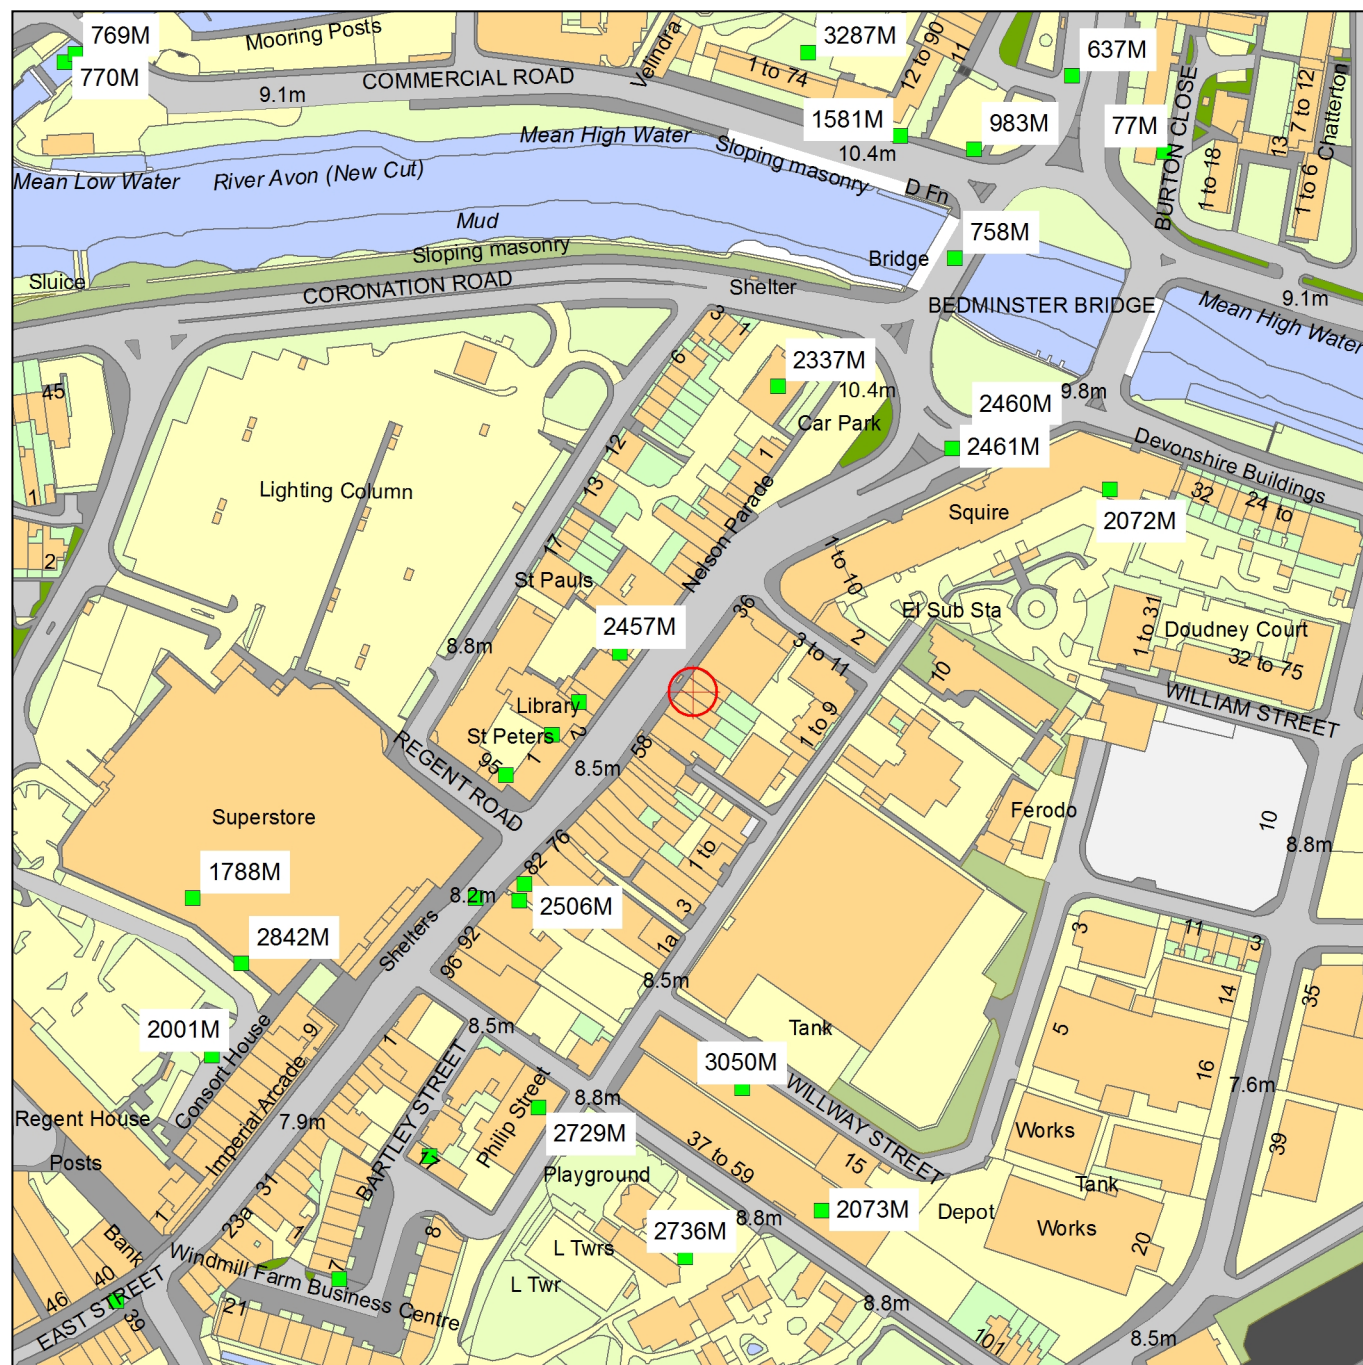 769M
Mooring Posts
Velindra
3287M
12 to 90
11
637M
770M
COMMERCIAL ROAD
1 to 74
9.1m
1581M
983M
77M
BURTON CLOSE
7 to 12
Chatterton
13
Mean High Water
Sloping masonry
10.4m
1 to 18
1 to 6
Mean Low Water
River Avon (New Cut)
D Fn
Mud
758M
Sloping masonry
Bridge
Sluice
CORONATION ROAD
Shelter
BEDMINSTER BRIDGE
9.1m
Mean High Water
3
1
6
2337M
10.4m
9.8m
45
2460M
Car Park
12
2461M
Devonshire Buildings
1
Lighting Column
13
1
Squire
2072M
32
24 to
Nelson Parade
17
2
St Pauls
1 to 10
36
El Sub Sta
1 to 31
Doudney Court
2457M
8.8m
2
3 to 11
10
32 to 75
WILLIAM STREET
Library
St Peters
2
1 to 9
REGENT ROAD
95
1
58
8.5m
Superstore
Ferodo
10
76
82
1 to
8.8m
1788M
8.2m
2506M
3
2842M
Shelters
92
96
1a
3
11
3
8.5m
14
35
2001M
Consort House
9
1
8.5m
Tank
5
16
Imperial Arcade
3050M
7.6m
Regent House
7.9m
BARTLEY STREET
Philip Street
8.8m
WILLWAY STREET
2729M
Works
39
Posts
17
37 to 59
15
Playground
31
Tank
1
23a
1
8
2736M
8.8m
2073M
Depot
Works
20
Bank
40
Windmill Farm Business Centre
7
L Twrs
L Twr
46
EAST STREET
39
21
8.8m
101
8.5m